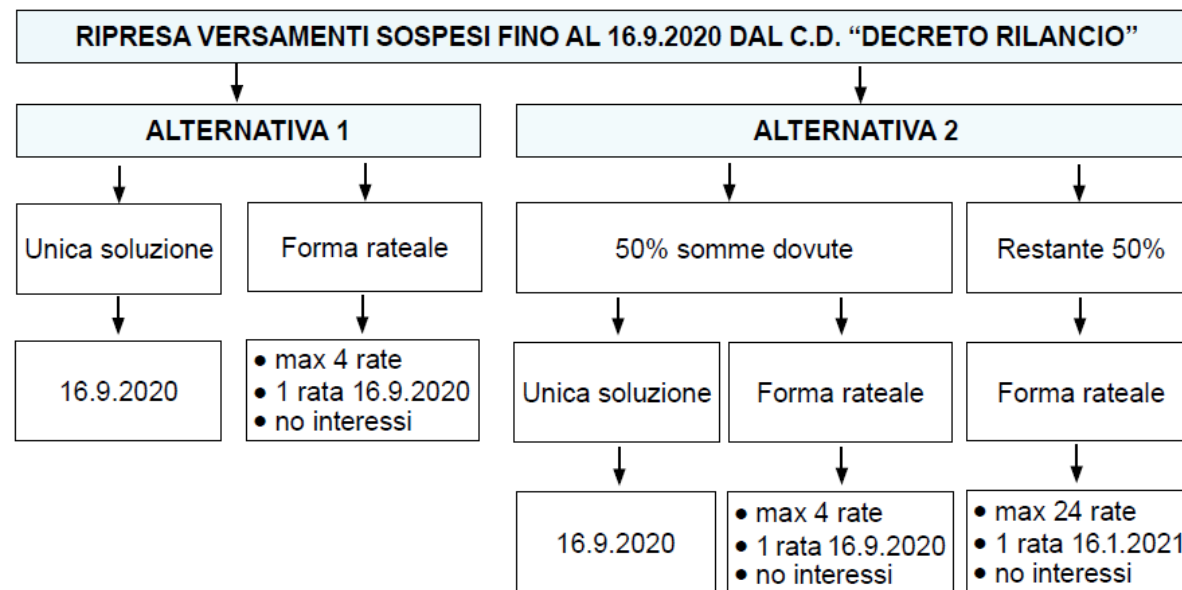 RIPRESA VERSAMENTI SOSPESI FINO AL 16.9.2020 DAL C.D. “DECRETO RILANCIO”
ALTERNATIVA 1
Unica soluzione
16.9.2020
Forma rateale
● max 4 rate
● 1 rata 16.9.2020
● no interessi
ALTERNATIVA 2
50% somme dovute
Unica soluzione
16.9.2020
Forma rateale
● max 4 rate
● 1 rata 16.9.2020
● no interessi
Restante 50%
Forma rateale
● max 24 rate
● 1 rata 16.1.2021
● no interessi